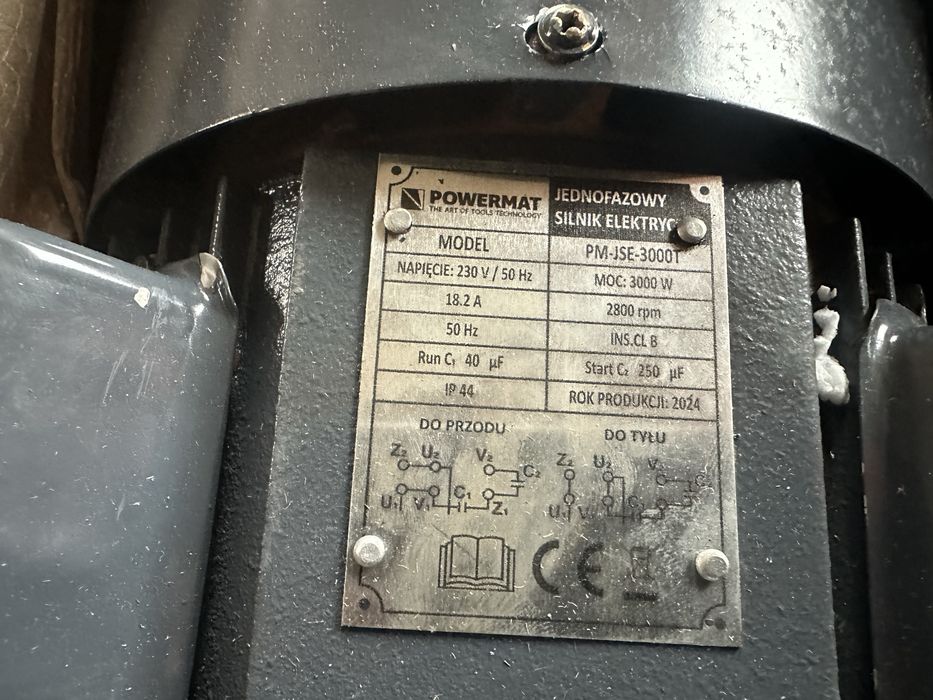 POWERMAT
THE ART OF TOOLS TECHNOLOGY
JEDNOFAZOWY
SILNIK ELEKTRYC
MODEL
PM-JSE-3000T
NAPIĘCIE: 230 V / 50 Hz
MOC: 3000 W
18.2 A
2800 rpm
50 Hz
INS.CL B
Run C₁ 40 μF
Start C₂ 250 μF
IP 44
ROK PRODUKCJI: 2024
DO PRZODU
DO TYŁU
Z₂ U₂ V₂ C₂
U₁ V₁ C₁ Z₁
Z₂ U₂ V₂ C₂
U₁ V C₁
CE